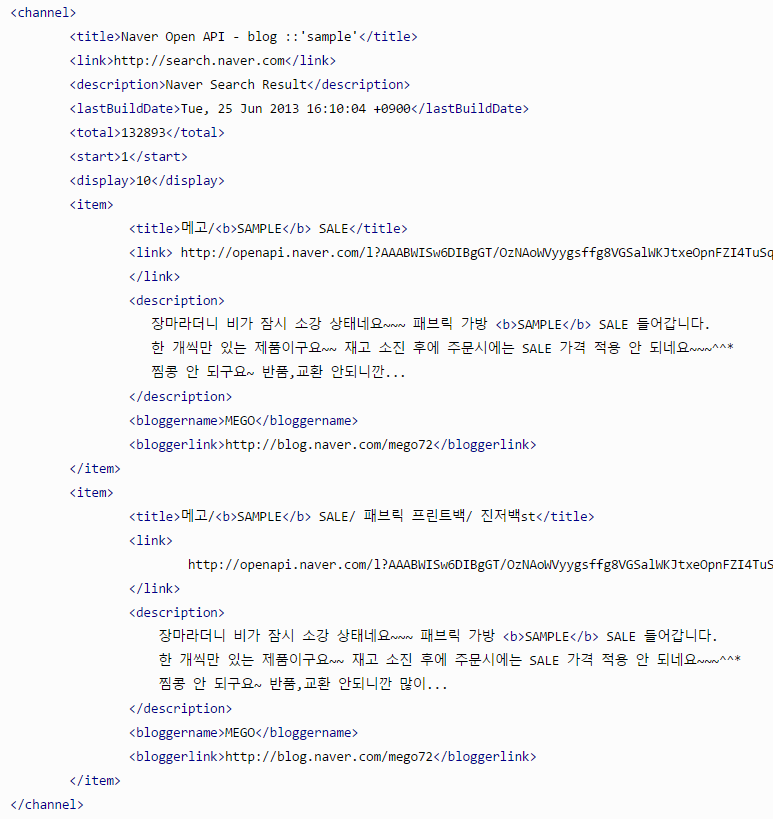 <channel>
<title>Naver Open API - blog ::'sample'</title>
<link>http://search.naver.com</link>
<description>Naver Search Result</description>
<lastBuildDate>Tue, 25 Jun 2013 16:10:04 +0900</lastBuildDate>
<total>132893</total>
<start>1</start>
<display>10</display>
<item>
<title>메고/<b>SAMPLE</b> SALE</title>
<link> http://openapi.naver.com/l?AAABWISw6DIBgGT/OzNAoWVyygsffg8VGSalWKJtxeOpnFZI4TuSq
</link>
<description>
장마라더니 비가 잠시 소강 상태네요~~~ 패브릭 가방 <b>SAMPLE</b> SALE 들어갑니다.
한 개씩만 있는 제품이구요~~ 재고 소진 후에 주문시에는 SALE 가격 적용 안 되네요~~~^^*
찜콩 안 되구요~ 반품,교환 안되니깐...
</description>
<bloggername>MEGO</bloggername>
<bloggerlink>http://blog.naver.com/mego72</bloggerlink>
</item>
<item>
<title>메고/<b>SAMPLE</b> SALE/ 패브릭 프린트백/ 진저백st</title>
<link>
http://openapi.naver.com/l?AAABWISw6DIBgGT/OzNAoWVyygsffg8VGSalWKJtxeOpnFZI4TuS
</link>
<description>
장마라더니 비가 잠시 소강 상태네요~~~ 패브릭 가방 <b>SAMPLE</b> SALE 들어갑니다.
한 개씩만 있는 제품이구요~~ 재고 소진 후에 주문시에는 SALE 가격 적용 안 되네요~~~^^*
찜콩 안 되구요~ 반품,교환 안되니깐 많이...
</description>
<bloggername>MEGO</bloggername>
<bloggerlink>http://blog.naver.com/mego72</bloggerlink>
</item>
</channel>